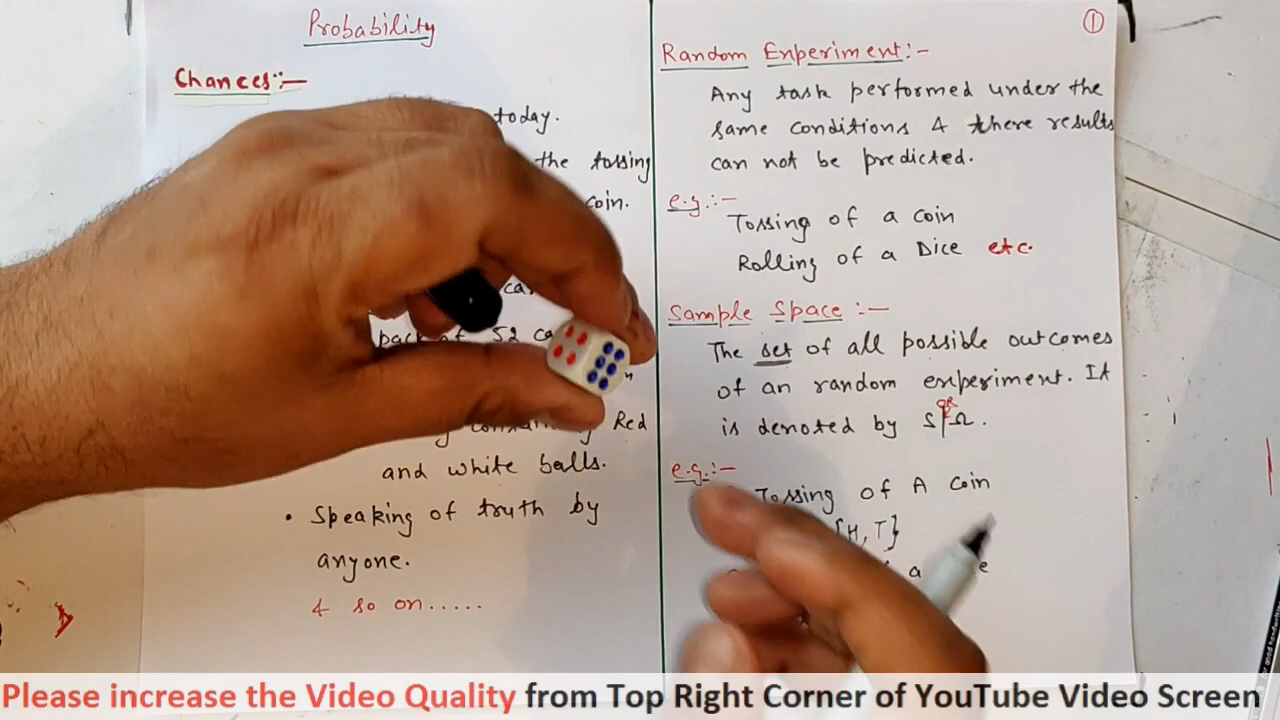 Probability
Chances:-
today.
the tossing
coin.
pack of 52 ca
Red
and white balls.
• Speaking of truth by
anyone.
& so on.....
①
Random Experiment:-
Any task performed under the
same conditions & there results
can not be predicted.
e.g.:-
Tossing of a coin
Rolling of a Dice etc.
Sample Space :-
The set of all possible outcomes
of an random experiment. It
is denoted by S/Ω.
or
e.g.:-
Tossing of A Coin
{H, T}
a
Please increase the Video Quality from Top Right Corner of YouTube Video Screen